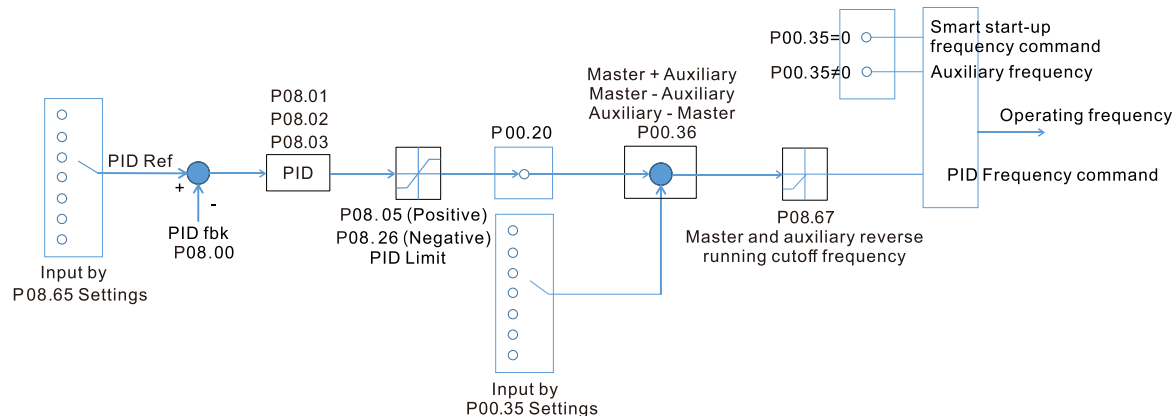 P00.35=0
Smart start-up
frequency command
P00.35≠0
Auxiliary frequency
Operating frequency
PID Frequency command
Master + Auxiliary
Master - Auxiliary
Auxiliary - Master
P00.36
P08.01
P08.02
P08.03
PID
P00.20
PID Ref
+
-
PID fbk
P08.00
P08.05 (Positive)
P08.26 (Negative)
PID Limit
P08.67
Master and auxiliary reverse
running cutoff frequency
Input by
P08.65 Settings
Input by
P00.35 Settings